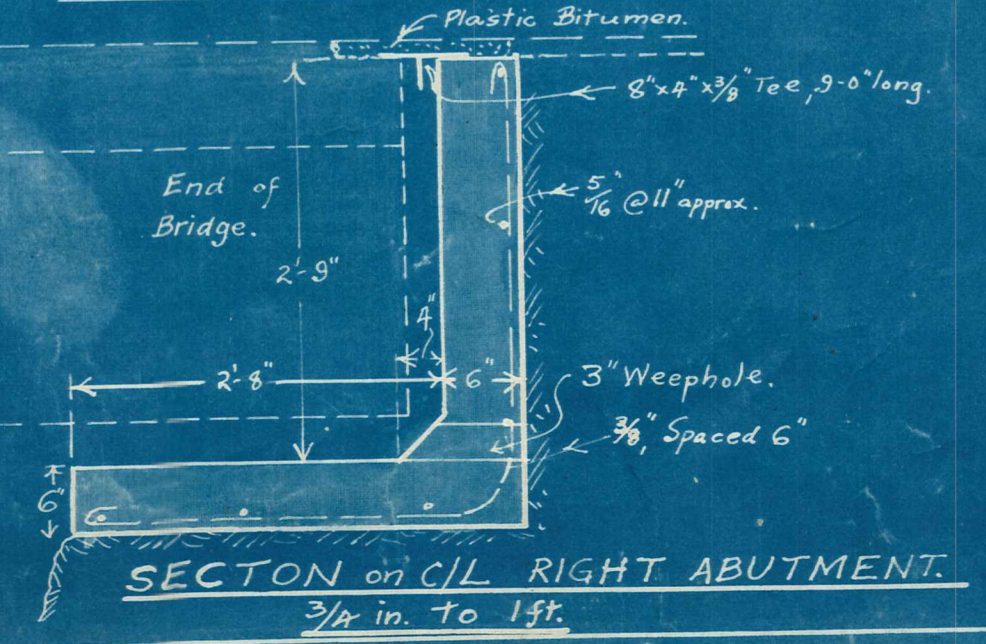 Plastic Bitumen.
8"x4"x3/8" Tee, 9-0" long.
End of
Bridge.
5/16" @ 11" approx.
2'-9"
4"
2'-8"
6"
3" Weephole.
3/8" Spaced 6"
6"
SECTON on C/L RIGHT ABUTMENT.
3/4 in. to 1ft.